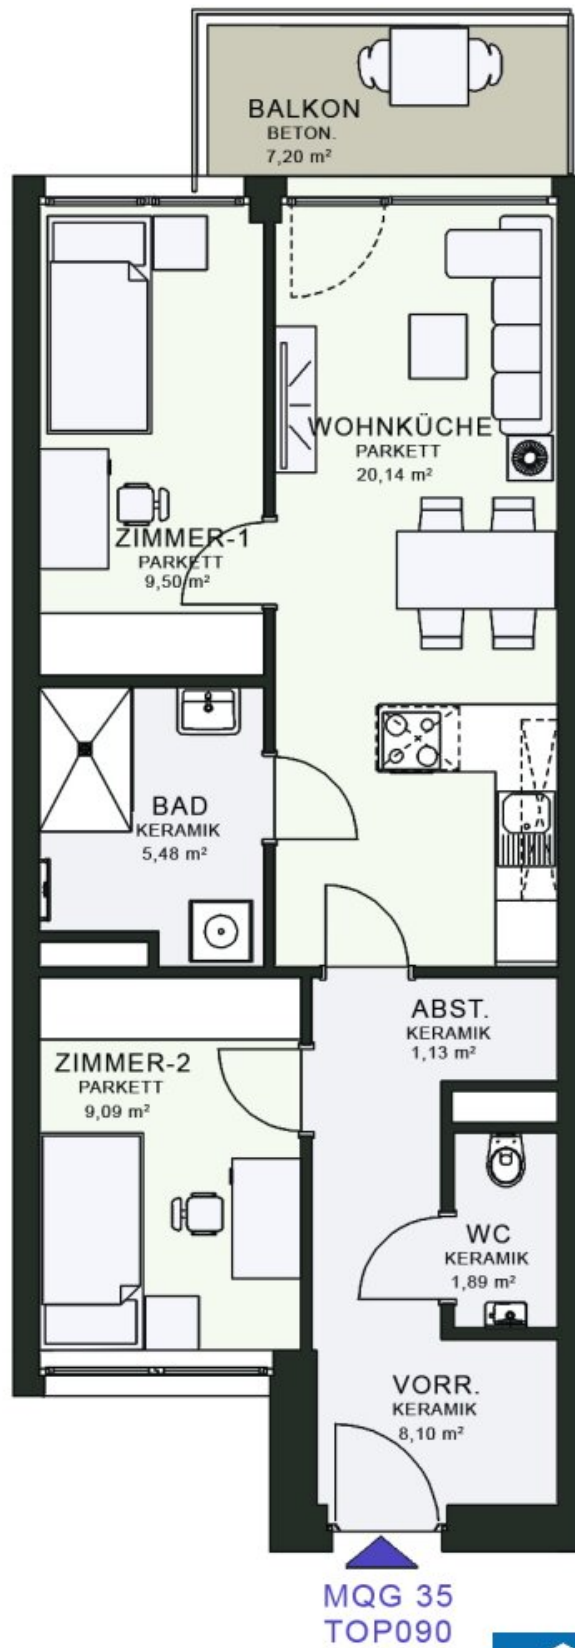 BALKON
BETON.
7,20 m²
WOHNKÜCHE
PARKETT
20,14 m²
ZIMMER-1
PARKETT
9,50 m²
BAD
KERAMIK
5,48 m²
ABST.
KERAMIK
1,13 m²
ZIMMER-2
PARKETT
9,09 m²
WC
KERAMIK
1,89 m²
VORR.
KERAMIK
8,10 m²
MQG 35
TOP090